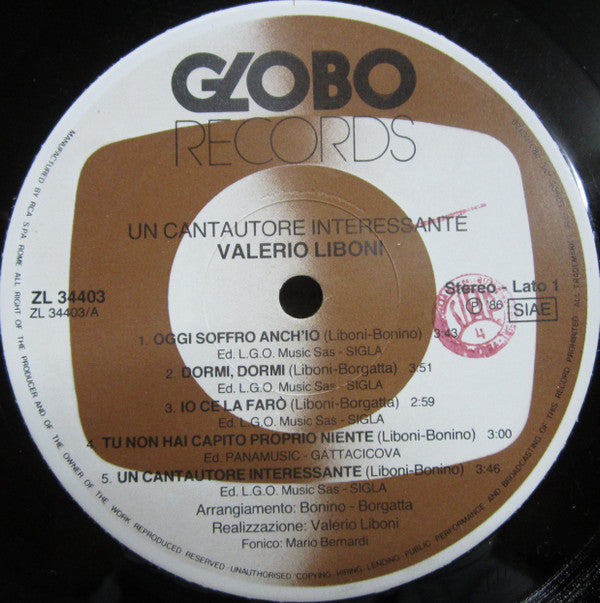 GLOBO
RECORDS
UN CANTAUTORE INTERESSANTE
VALERIO LIBONI
ZL 34403
ZL 34403/A
Stereo - Lato 1
℗ 86 SIAE
SIAE
4
1. OGGI SOFFRO ANCH'IO (Liboni-Bonino) 3:43
Ed. L.G.O. Music Sas - SIGLA
2. DORMI, DORMI (Liboni-Borgatta) 3:51
Ed. L.G.O. Music Sas - SIGLA
3. IO CE LA FARÒ (Liboni-Borgatta) 2:59
Ed. L.G.O. Music Sas - SIGLA
4. TU NON HAI CAPITO PROPRIO NIENTE (Liboni-Bonino) 3:00
Ed. PANAMUSIC - GATTACICOVA
5. UN CANTAUTORE INTERESSANTE (Liboni-Bonino) 3:46
Ed. L.G.O. Music Sas - SIGLA
Arrangiamento: Bonino - Borgatta
Realizzazione: Valerio Liboni
Fonico: Mario Bernardi
MANUFACTURED BY RCA S.P.A. ROME. ALL RIGHT OF THE PRODUCER AND OF THE OWNER OF THE WORK REPRODUCED RESERVED · UNAUTHORISED COPYING HIRING LENDING · PUBLIC PERFORMANCE AND BROADCASTING OF THIS RECORD PROHIBITED. ALL TRADEMARKS